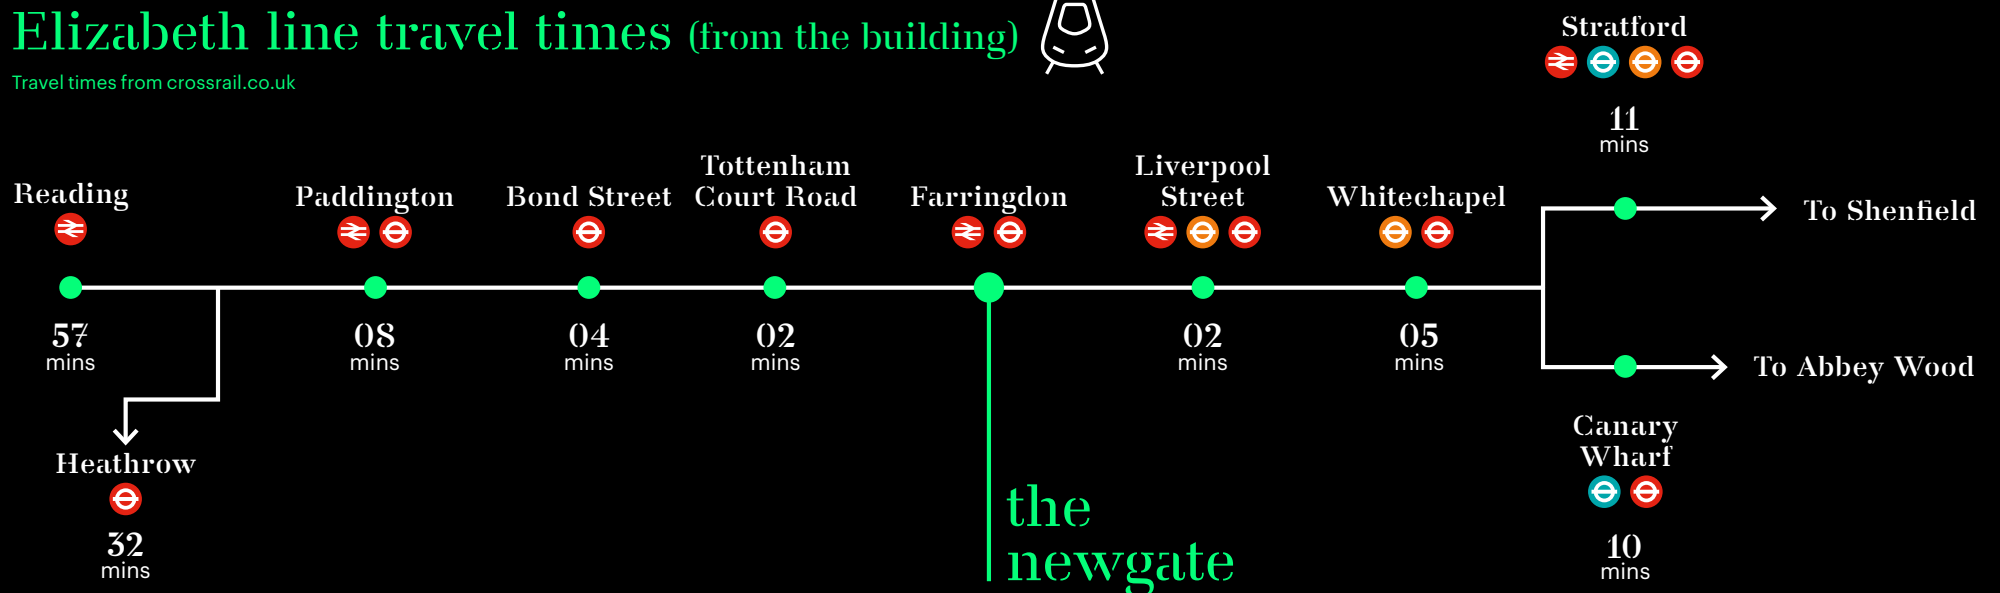 Elizabeth line travel times (from the building)
Travel times from crossrail.co.uk
Stratford
11
mins
Reading
57
mins
Paddington
08
mins
Bond Street
04
mins
Tottenham
Court Road
02
mins
Farringdon
Liverpool
Street
02
mins
Whitechapel
05
mins
To Shenfield
To Abbey Wood
Canary
Wharf
10
mins
Heathrow
32
mins
the
newgate